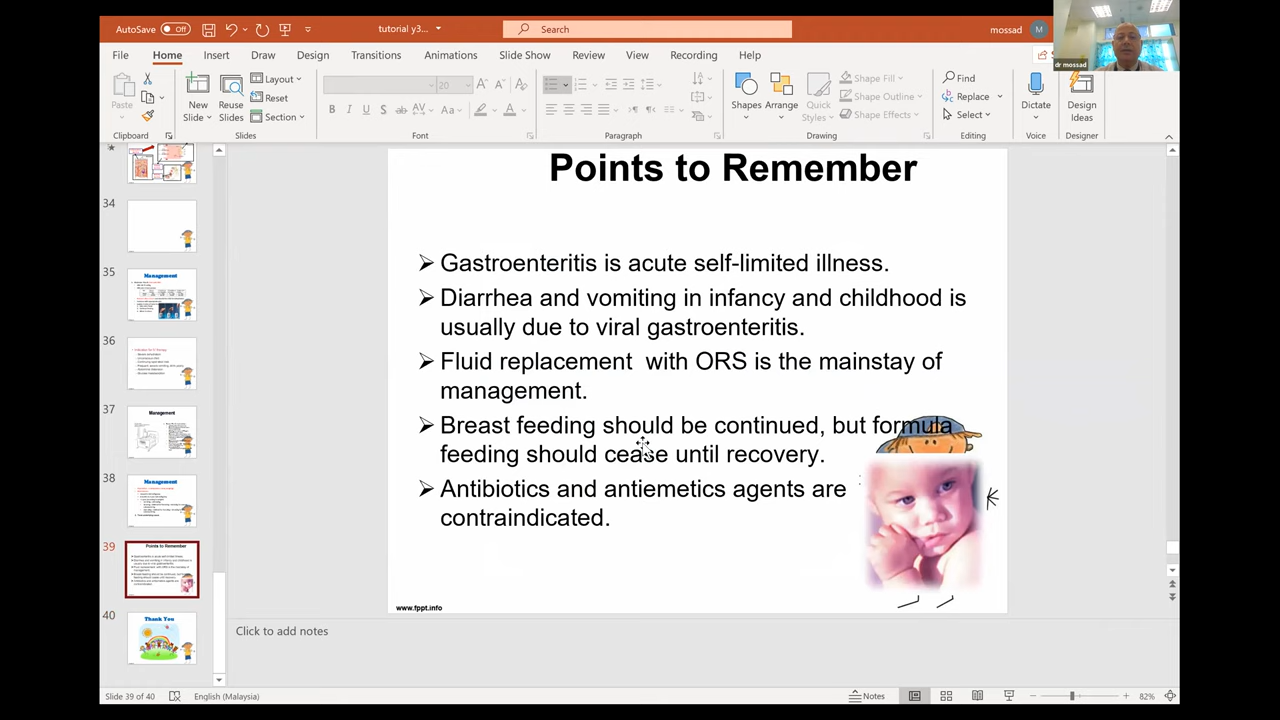 AutoSave
Off
tutorial y3...
Search
mossad
M
dr mossad
File Home Insert Draw Design Transitions Animations Slide Show Review View Recording Help
Paste
New Slide
Reuse Slides
Layout
Reset
Section
20
Shapes
Arrange
Quick Styles
Shape Fill
Shape Outline
Shape Effects
Find
Replace
Select
Dictate
Design Ideas
Clipboard
Slides
Font
Paragraph
Drawing
Editing
Voice
Designer
34
35
Management
36
37
Management
38
Management
39
Points to Remember
40
Thank You
Points to Remember
Gastroenteritis is acute self-limited illness.
Diarrhea and vomiting in infancy and childhood is
usually due to viral gastroenteritis.
Fluid replacement with ORS is the mainstay of
management.
Breast feeding should be continued, but formula
feeding should cease until recovery.
Antibiotics and antiemetics agents are
contraindicated.
www.fppt.info
Click to add notes
Slide 39 of 40
English (Malaysia)
Notes
82%